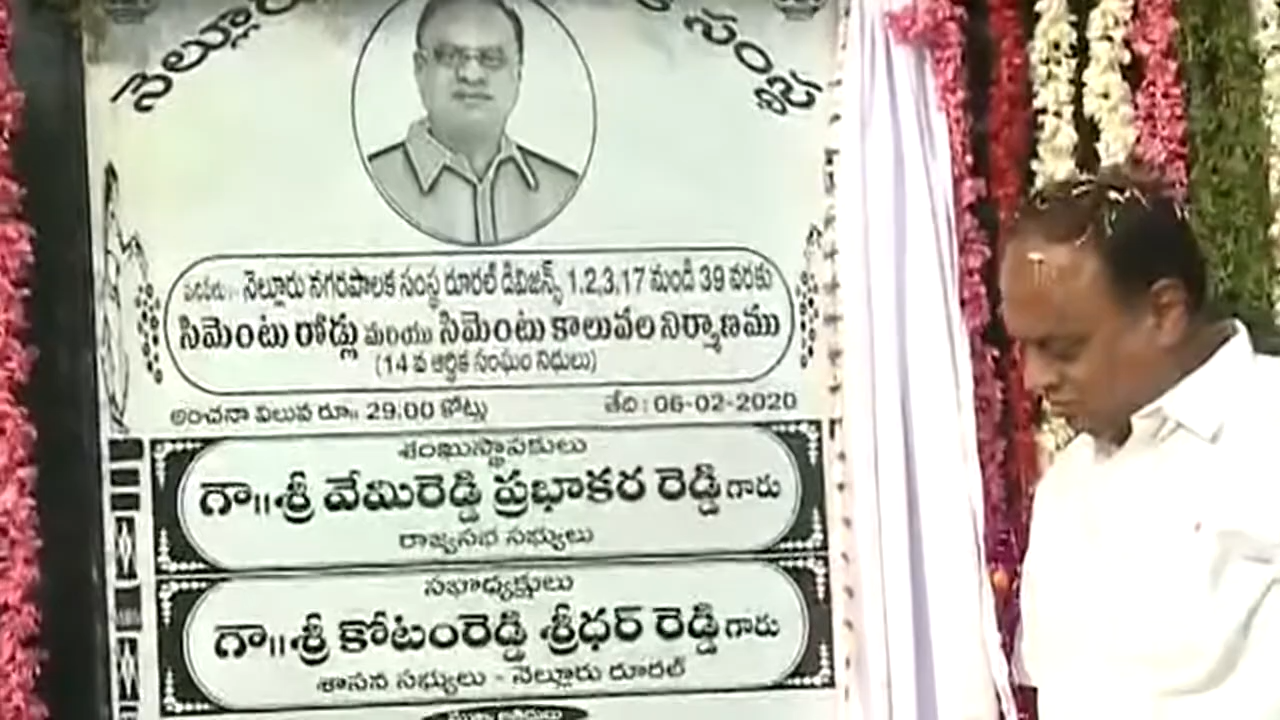 నెల్లూరు
సంస్థ
నెల్లూరు నగరపాలక సంస్థ రూరల్ డివిజన్స్ 1,2,3,17 నుండి 39 వరకు
సిమెంటు రోడ్లు మరియు సిమెంటు కాలువల నిర్మాణము
(14 వ ఆర్థిక సంఘం నిధులు)
అంచనా విలువ రూ॥ 29.00 కోట్లు తేది : 06-02-2020
శంఖుస్థాపకులు
గా॥ శ్రీ వేమిరెడ్డి ప్రభాకర రెడ్డి గారు
రాజ్యసభ సభ్యులు
సభాధ్యక్షులు
గా॥ శ్రీ కోటంరెడ్డి శ్రీధర్ రెడ్డి గారు
శాసన సభ్యులు - నెల్లూరు రూరల్